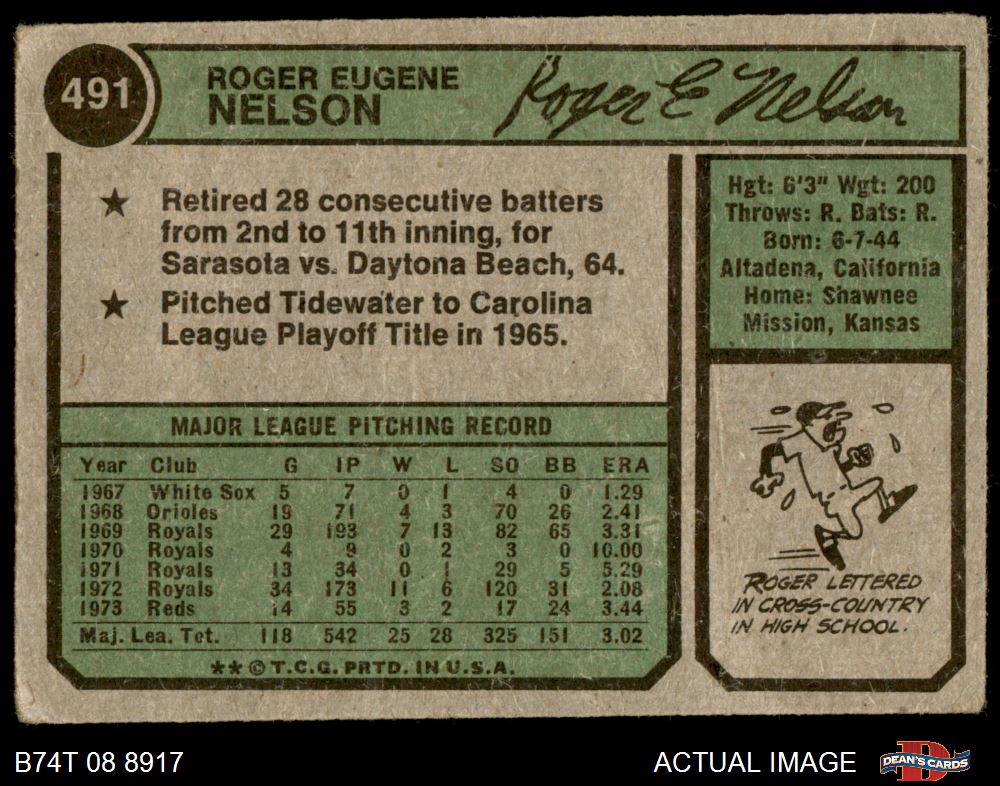 491
ROGER EUGENE
NELSON
Roger E Nelson
★ Retired 28 consecutive batters
from 2nd to 11th inning, for
Sarasota vs. Daytona Beach, 64.
★ Pitched Tidewater to Carolina
League Playoff Title in 1965.
Hgt: 6'3" Wgt: 200
Throws: R. Bats: R.
Born: 6-7-44
Altadena, California
Home: Shawnee
Mission, Kansas
MAJOR LEAGUE PITCHING RECORD
Year Club G IP W L SO BB ERA
1967 White Sox 5 7 0 1 4 0 1.29
1968 Orioles 19 71 4 3 70 26 2.41
1969 Royals 29 193 7 13 82 65 3.31
1970 Royals 4 9 0 2 3 0 10.00
1971 Royals 13 34 0 1 29 5 5.29
1972 Royals 34 173 11 6 120 31 2.08
1973 Reds 14 55 3 2 17 24 3.44
Maj. Lea. Tot. 118 542 25 28 325 151 3.02
**©T.C.G. PRTD. IN U.S.A.
ROGER LETTERED
IN CROSS-COUNTRY
IN HIGH SCHOOL.
B74T 08 8917
ACTUAL IMAGE
D
DEAN'S CARDS